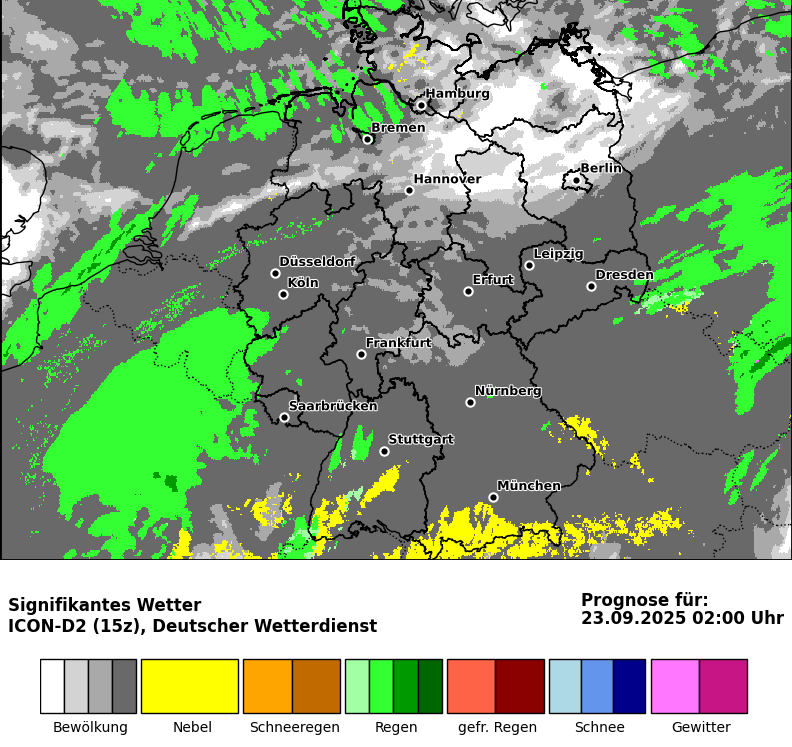 Hamburg
Bremen
Hannover
Berlin
Düsseldorf
Köln
Leipzig
Erfurt
Dresden
Frankfurt
Nürnberg
Saarbrücken
Stuttgart
München
Signifikantes Wetter
ICON-D2 (15z), Deutscher Wetterdienst
Prognose für:
23.09.2025 02:00 Uhr
Bewölkung
Nebel
Schneeregen
Regen
gefr. Regen
Schnee
Gewitter